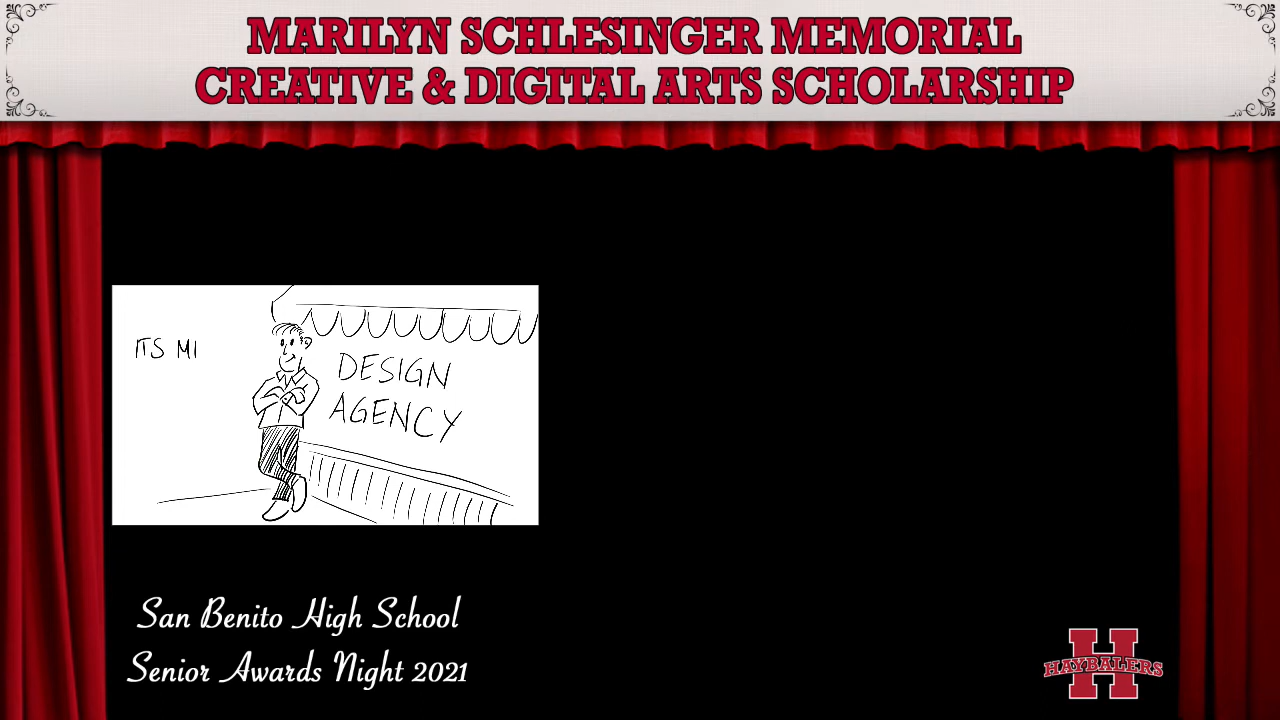 MARILYN SCHLESINGER MEMORIAL
CREATIVE & DIGITAL ARTS SCHOLARSHIP
ITS MI
DESIGN
AGENCY
San Benito High School
Senior Awards Night 2021
H
HAYBALERS